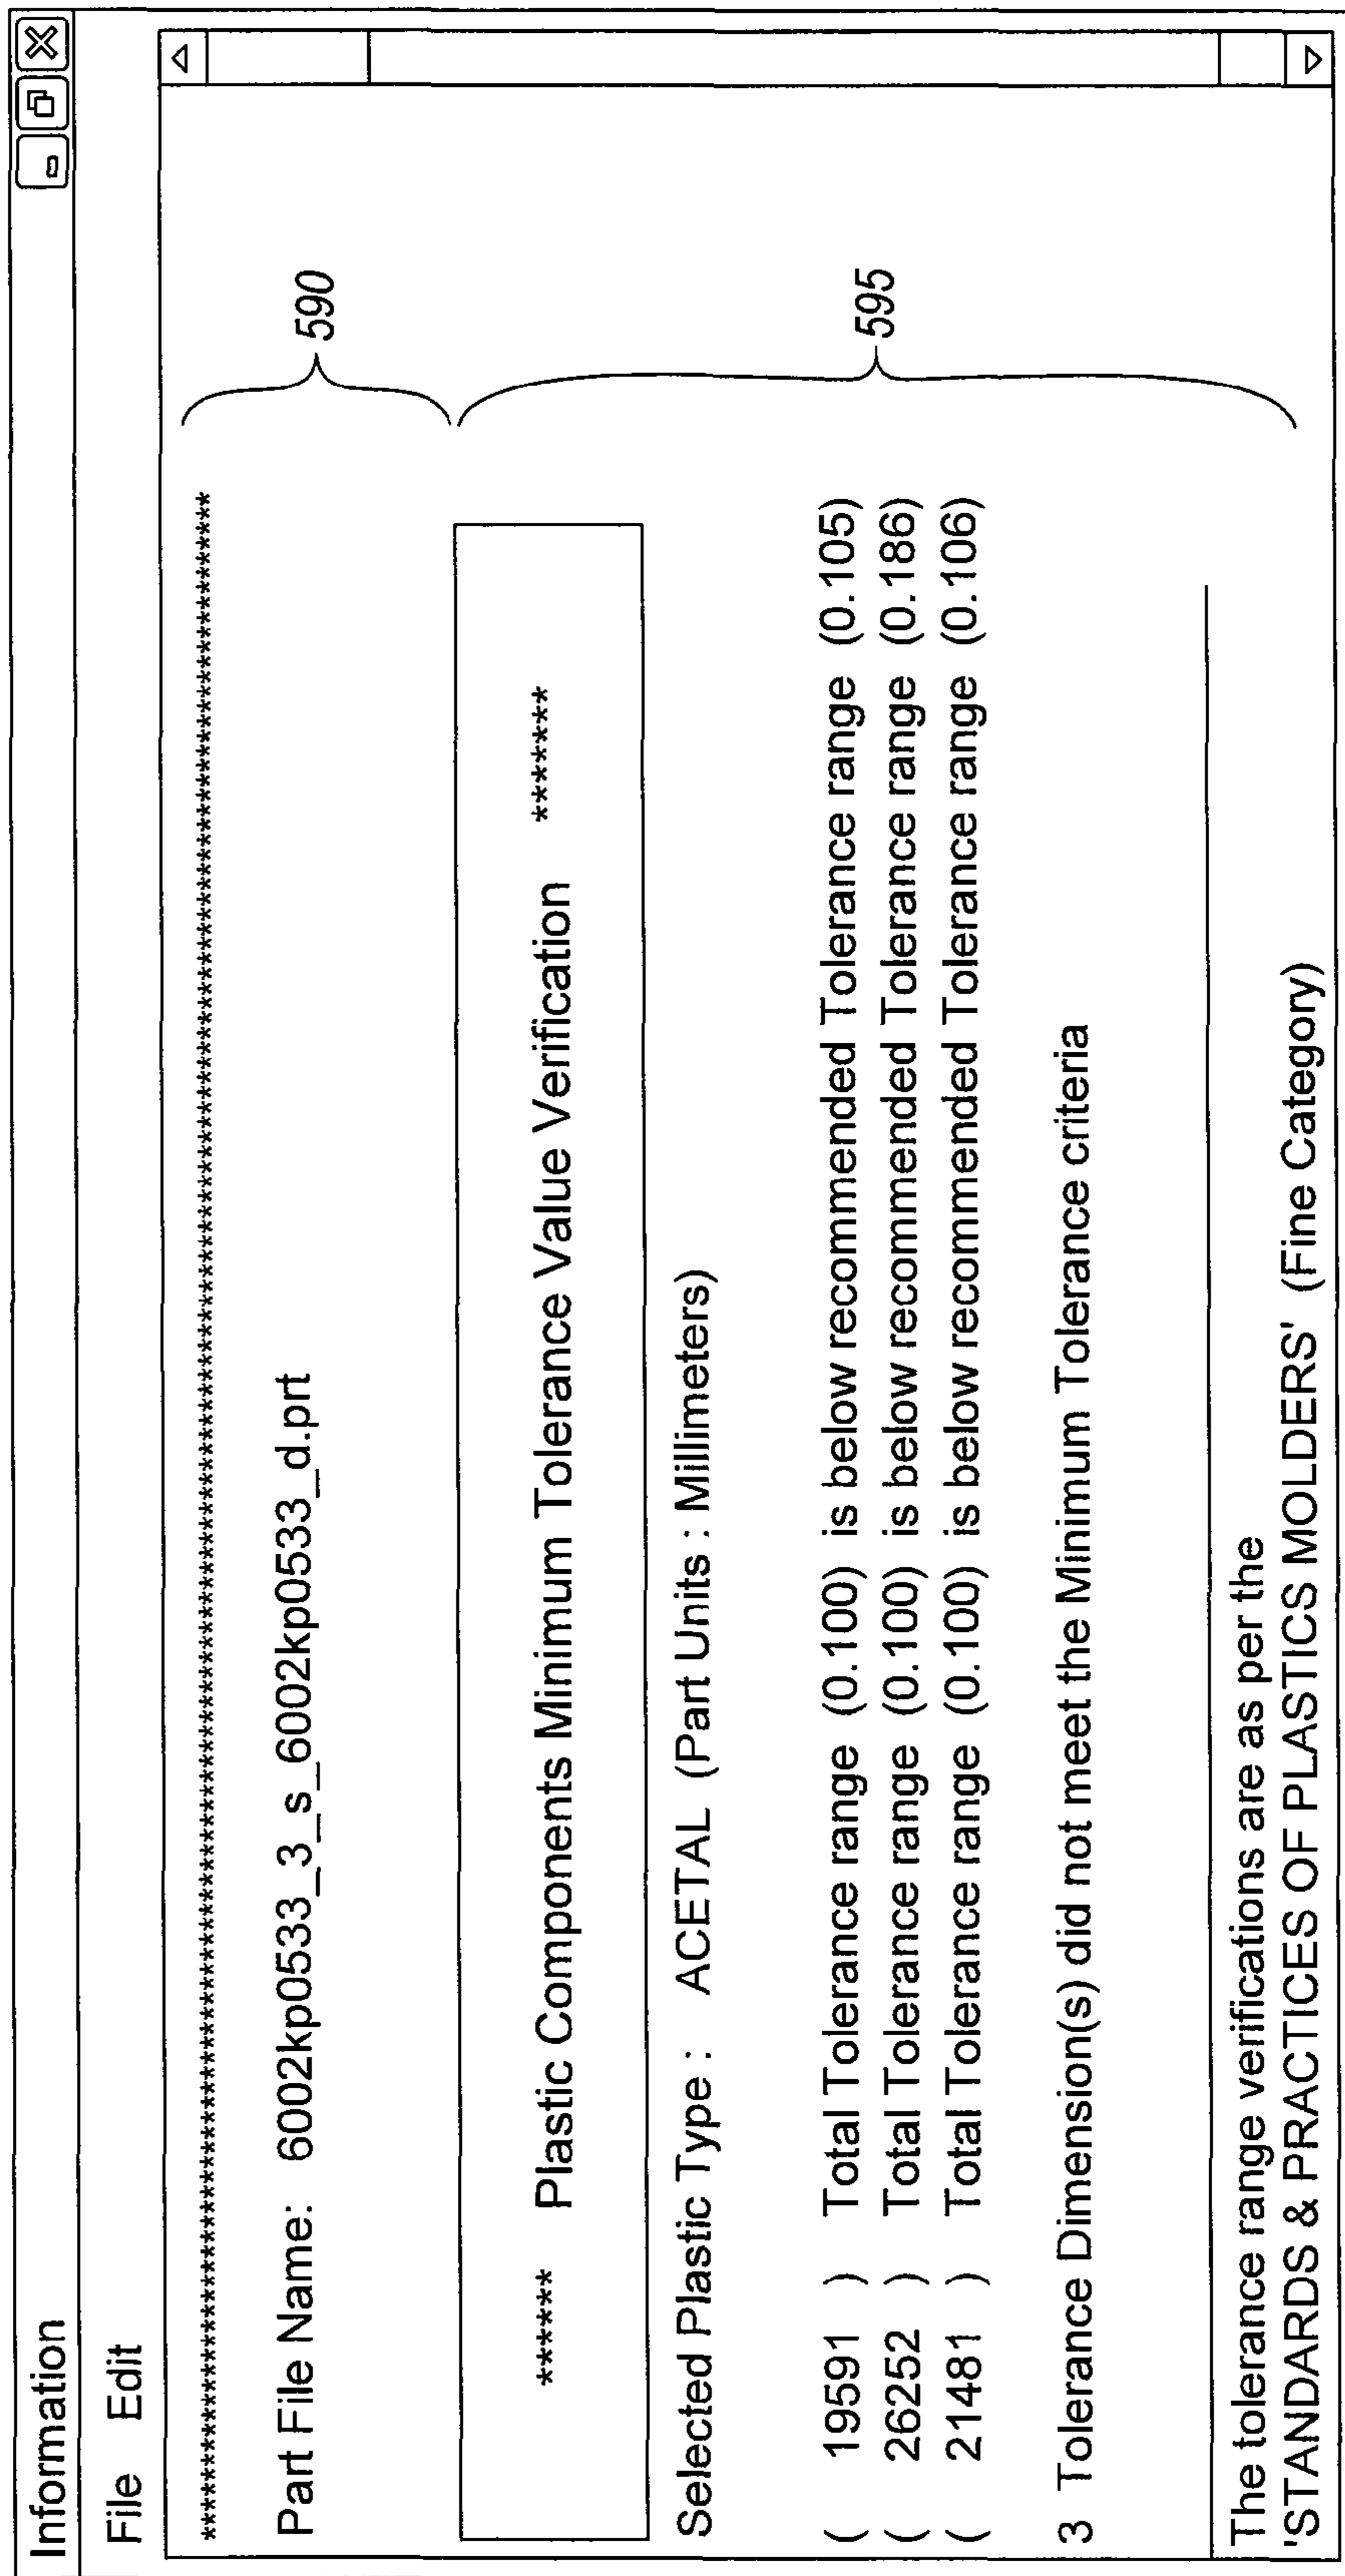 Information
File Edit
**********************************************************************************
590
Part File Name: 6002kp0533_3_s_6002kp0533_d.prt
****** Plastic Components Minimum Tolerance Value Verification *******
Selected Plastic Type : ACETAL (Part Units : Millimeters)
595
( 19591 ) Total Tolerance range (0.100) is below recommended Tolerance range (0.105)
( 26252 ) Total Tolerance range (0.100) is below recommended Tolerance range (0.186)
( 21481 ) Total Tolerance range (0.100) is below recommended Tolerance range (0.106)
3 Tolerance Dimension(s) did not meet the Minimum Tolerance criteria
The tolerance range verifications are as per the
'STANDARDS & PRACTICES OF PLASTICS MOLDERS' (Fine Category)